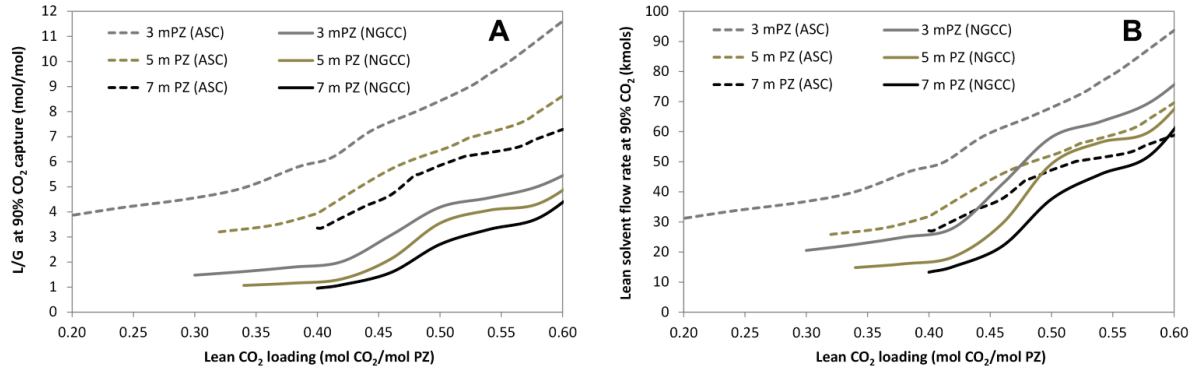 A
3 mPZ (ASC) 3 mPZ (NGCC)
5 m PZ (ASC) 5 m PZ (NGCC)
7 m PZ (ASC) 7 m PZ (NGCC)
L/G at 90% CO₂ capture (mol/mol)
12
11
10
9
8
7
6
5
4
3
2
1
0
0.20 0.25 0.30 0.35 0.40 0.45 0.50 0.55 0.60
Lean CO₂ loading (mol CO₂/mol PZ)
B
3 m PZ (ASC) 3 mPZ (NGCC)
5 m PZ (ASC) 5 m PZ (NGCC)
7 m PZ (ASC) 7 m PZ (NGCC)
Lean solvent flow rate at 90% CO₂ (kmols)
100
90
80
70
60
50
40
30
20
10
0
0.20 0.25 0.30 0.35 0.40 0.45 0.50 0.55 0.60
Lean CO₂ loading (mol CO₂/mol PZ)